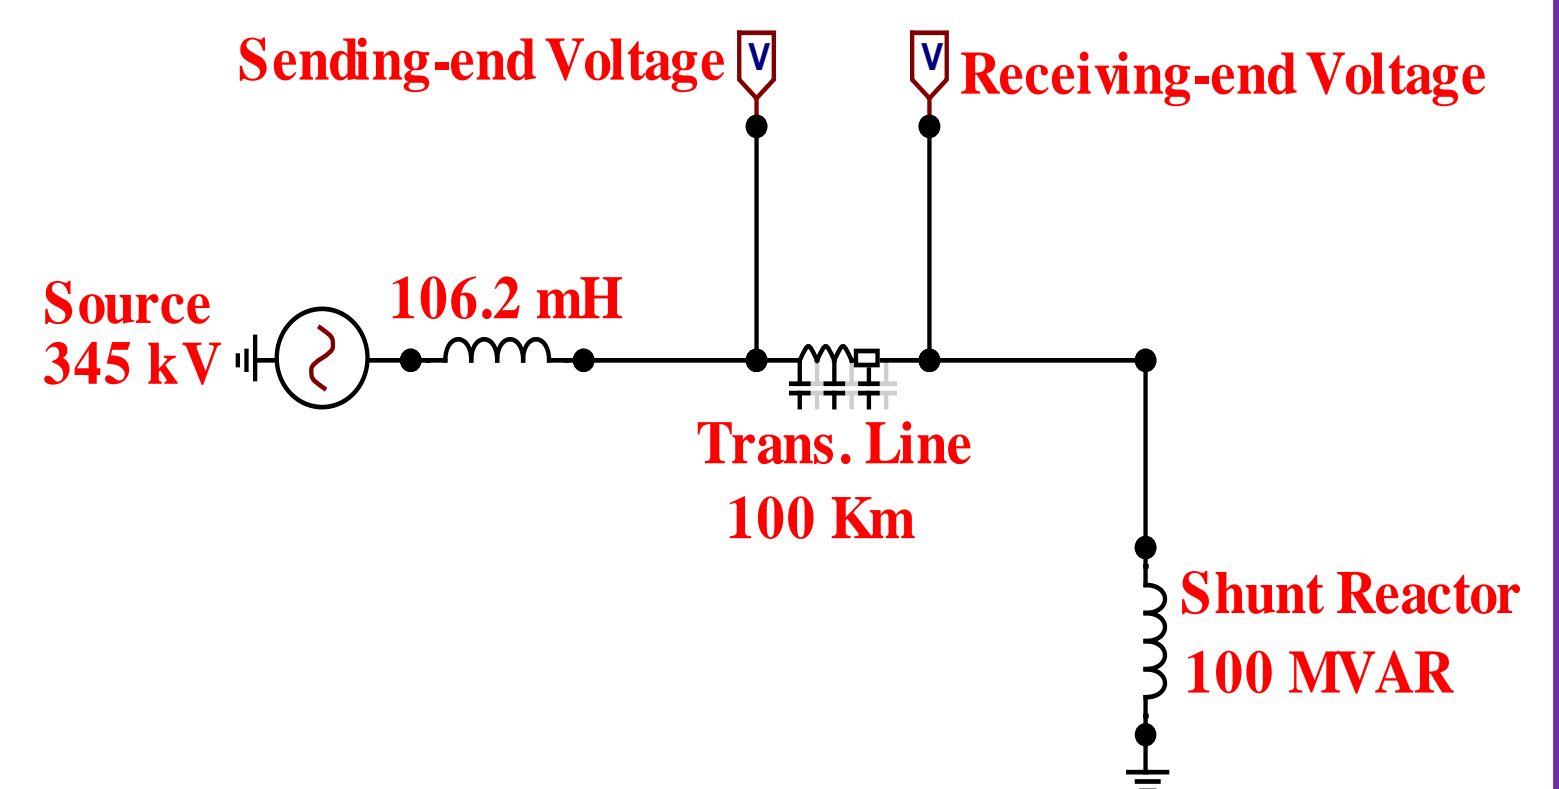 Sending-end Voltage
V
V
Receiving-end Voltage
Source
345 kV
106.2 mH
Trans. Line
100 Km
Shunt Reactor
100 MVAR